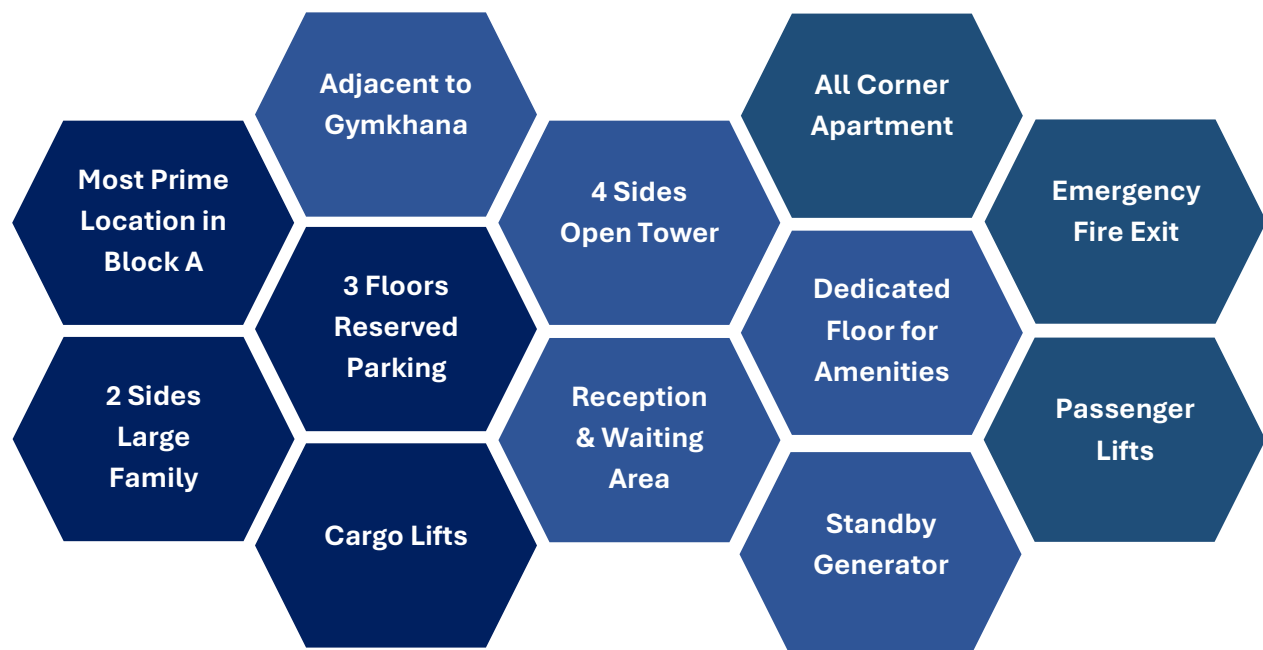 Adjacent to
Gymkhana
All Corner
Apartment
Most Prime
Location in
Block A
4 Sides
Open Tower
Emergency
Fire Exit
3 Floors
Reserved
Parking
Dedicated
Floor for
Amenities
2 Sides
Large
Family
Reception
& Waiting
Area
Passenger
Lifts
Cargo Lifts
Standby
Generator